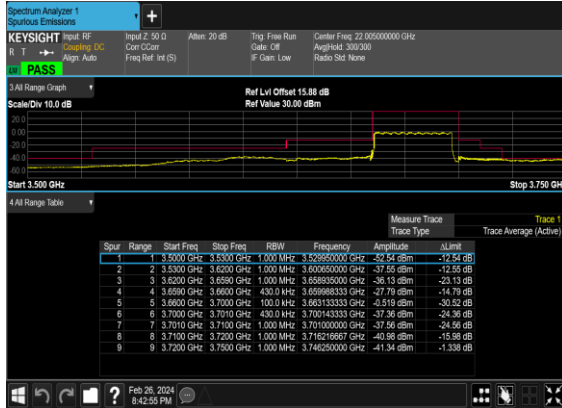 Spectrum Analyzer 1
Spurious Emissions
+
KEYSIGHT Input: RF Input Z: 50 Ω Atten: 20 dB Trig: Free Run Center Freq: 22.005000000 GHz
R T Coupling: DC Corr CCorr Gate: Off Avg|Hold: 300/300
Align: Auto Freq Ref: Int (S) IF Gain: Low Radio Std: None
PASS
3 All Range Graph Ref Lvl Offset 15.88 dB
Scale/Div 10.0 dB Ref Value 30.00 dBm
20.0
0.00
-20.0
-40.0
-60.0
Start 3.500 GHz Stop 3.750 GH
4 All Range Table
Measure Trace Trace 1
Trace Type Trace Average (Active)
Spur Range Start Freq Stop Freq RBW Frequency Amplitude ΔLimit
1 1 3.5000 GHz 3.5300 GHz 1.000 MHz 3.529950000 GHz -52.54 dBm -12.54 dB
2 2 3.5300 GHz 3.6200 GHz 1.000 MHz 3.600650000 GHz -37.55 dBm -12.55 dB
3 3 3.6200 GHz 3.6590 GHz 1.000 MHz 3.658935000 GHz -36.13 dBm -23.13 dB
4 4 3.6590 GHz 3.6600 GHz 430.0 kHz 3.659988333 GHz -27.79 dBm -14.79 dB
5 5 3.6600 GHz 3.7000 GHz 100.0 kHz 3.663133333 GHz -0.519 dBm -30.52 dB
6 6 3.7000 GHz 3.7010 GHz 430.0 kHz 3.700143333 GHz -37.36 dBm -24.36 dB
7 7 3.7010 GHz 3.7100 GHz 1.000 MHz 3.701000000 GHz -37.56 dBm -24.56 dB
8 8 3.7100 GHz 3.7200 GHz 1.000 MHz 3.716216667 GHz -40.98 dBm -15.98 dB
9 9 3.7200 GHz 3.7500 GHz 1.000 MHz 3.746250000 GHz -41.34 dBm -1.338 dB
? Feb 26, 2024
8:42:55 PM